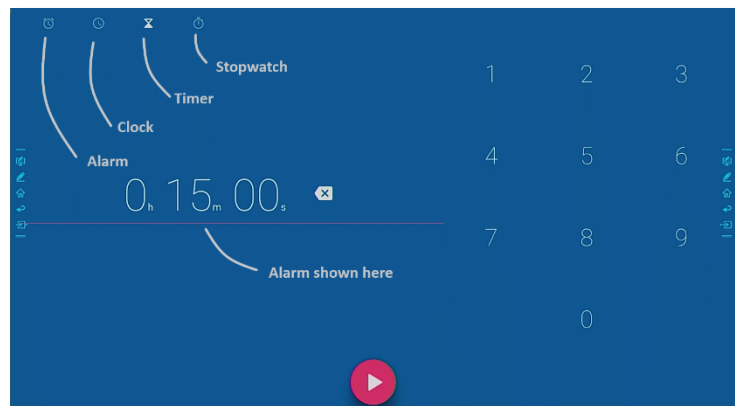 Stopwatch
Timer
Clock
Alarm
0h 15m 00s
Alarm shown here
1 2 3
4 5 6
7 8 9
0